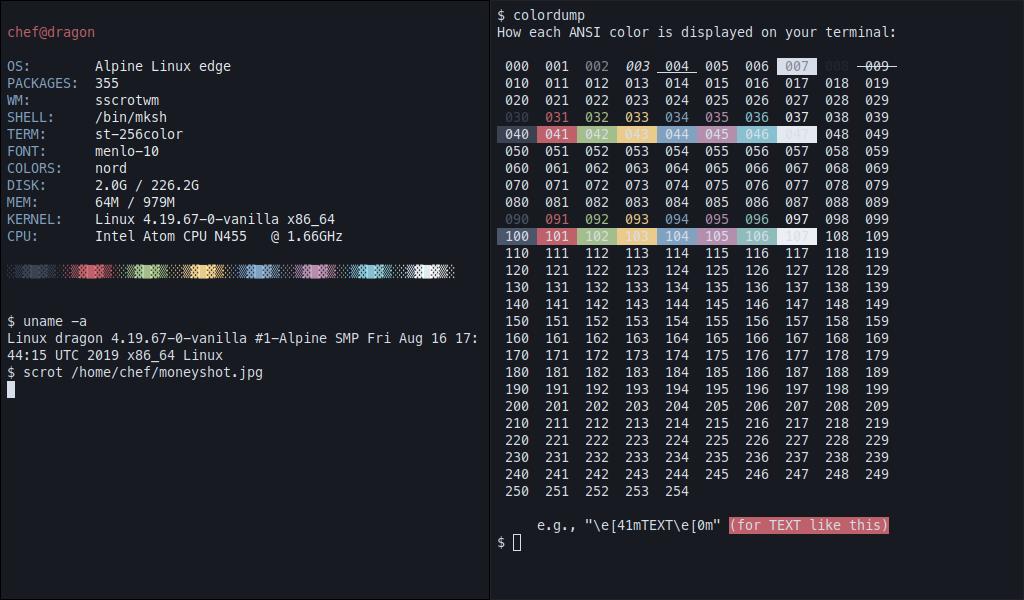 chef@dragon
OS: Alpine Linux edge
PACKAGES: 355
WM: sscrotwm
SHELL: /bin/mksh
TERM: st-256color
FONT: menlo-10
COLORS: nord
DISK: 2.0G / 226.2G
MEM: 64M / 979M
KERNEL: Linux 4.19.67-0-vanilla x86_64
CPU: Intel Atom CPU N455 @ 1.66GHz
$ uname -a
Linux dragon 4.19.67-0-vanilla #1-Alpine SMP Fri Aug 16 17:
44:15 UTC 2019 x86_64 Linux
$ scrot /home/chef/moneyshot.jpg
$ colordump
How each ANSI color is displayed on your terminal:
000 001 002 003 004 005 006 007 008 009
010 011 012 013 014 015 016 017 018 019
020 021 022 023 024 025 026 027 028 029
030 031 032 033 034 035 036 037 038 039
040 041 042 043 044 045 046 047 048 049
050 051 052 053 054 055 056 057 058 059
060 061 062 063 064 065 066 067 068 069
070 071 072 073 074 075 076 077 078 079
080 081 082 083 084 085 086 087 088 089
090 091 092 093 094 095 096 097 098 099
100 101 102 103 104 105 106 107 108 109
110 111 112 113 114 115 116 117 118 119
120 121 122 123 124 125 126 127 128 129
130 131 132 133 134 135 136 137 138 139
140 141 142 143 144 145 146 147 148 149
150 151 152 153 154 155 156 157 158 159
160 161 162 163 164 165 166 167 168 169
170 171 172 173 174 175 176 177 178 179
180 181 182 183 184 185 186 187 188 189
190 191 192 193 194 195 196 197 198 199
200 201 202 203 204 205 206 207 208 209
210 211 212 213 214 215 216 217 218 219
220 221 222 223 224 225 226 227 228 229
230 231 232 233 234 235 236 237 238 239
240 241 242 243 244 245 246 247 248 249
250 251 252 253 254
e.g., "\e[41mTEXT\e[0m" (for TEXT like this)
$